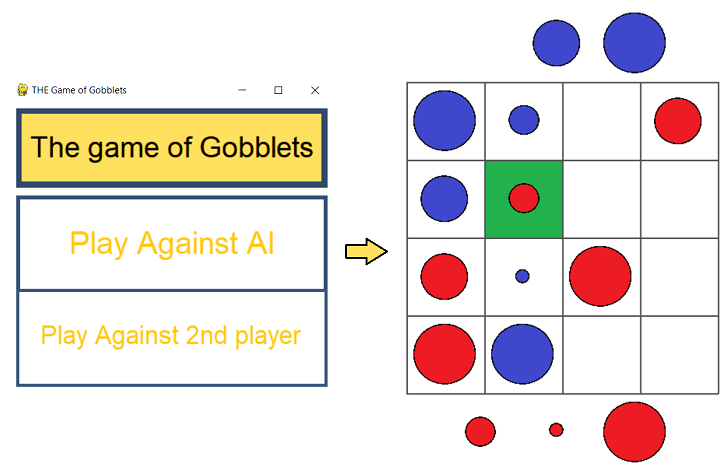 THE Game of Gobblets
The game of Gobblets
Play Against AI
Play Against 2nd player